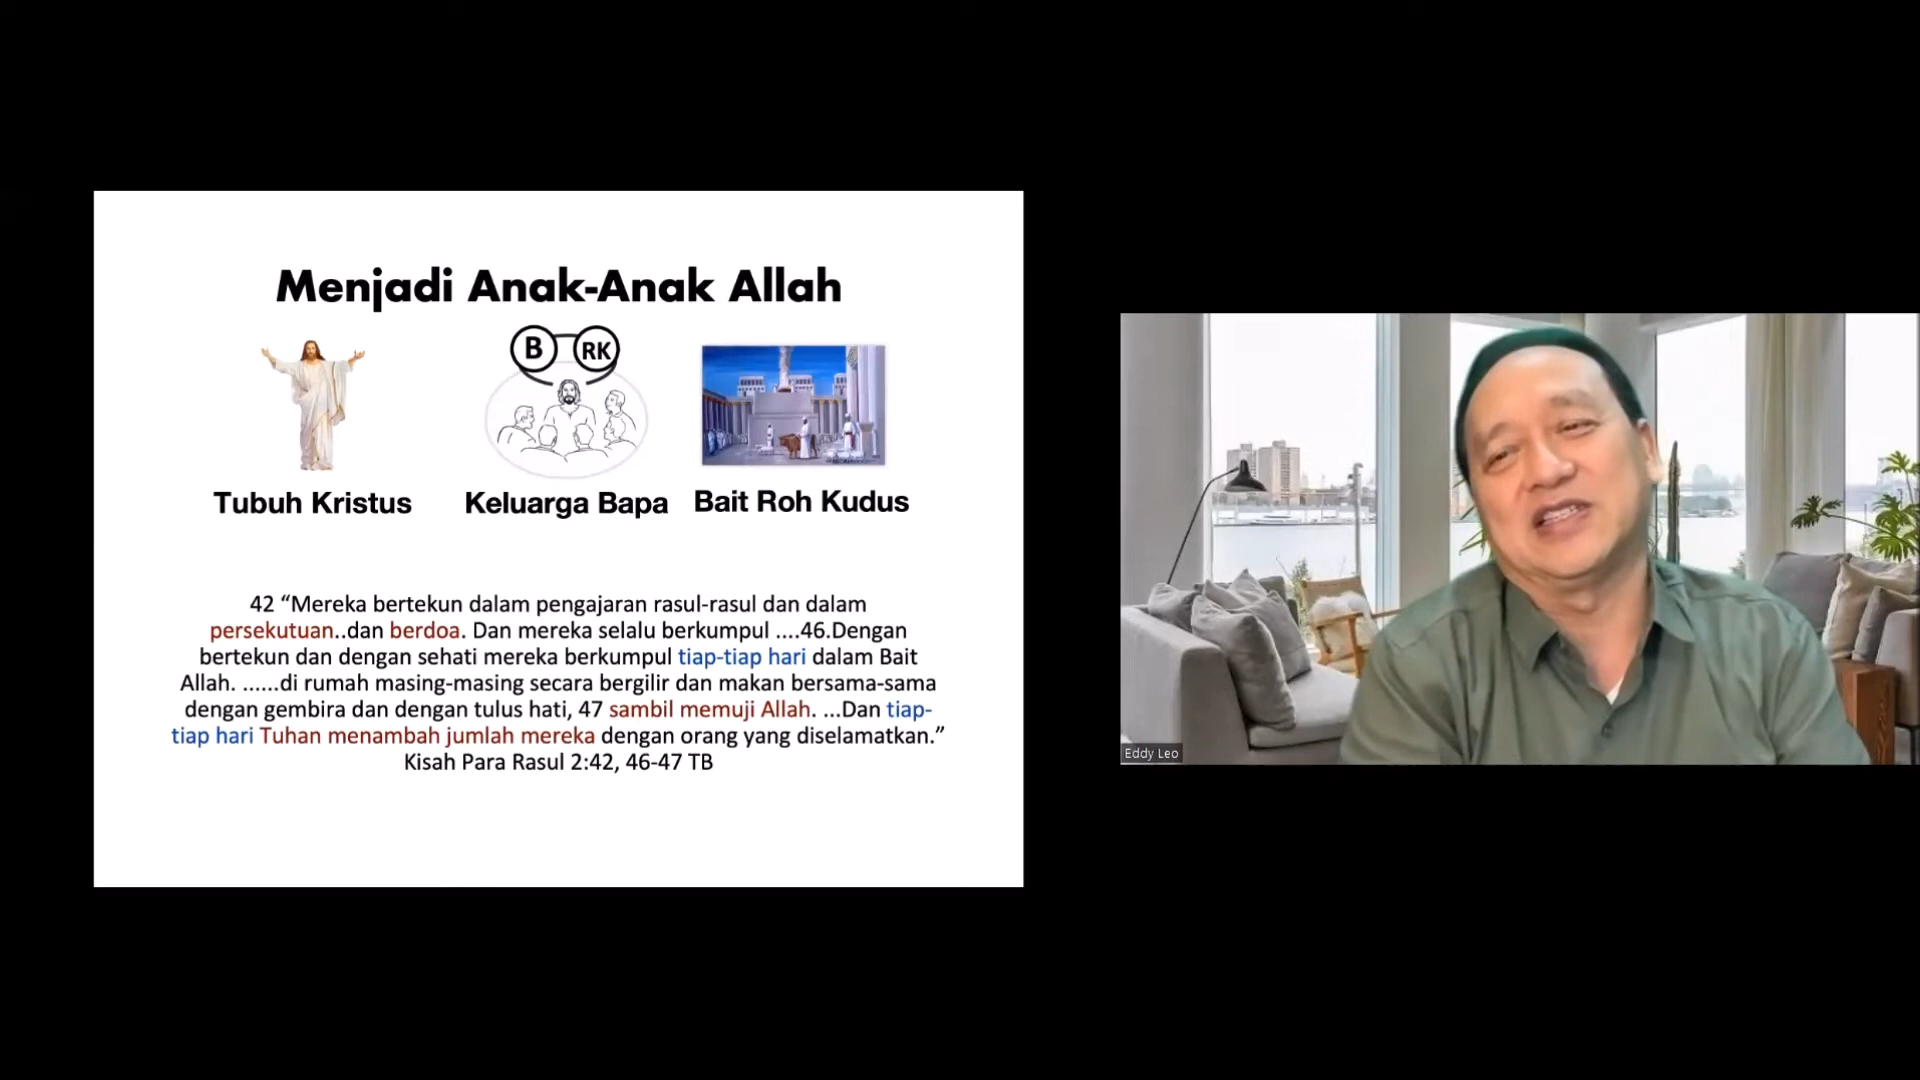 Menjadi Anak-Anak Allah
B
RK
Tubuh Kristus
Keluarga Bapa
Bait Roh Kudus
42 “Mereka bertekun dalam pengajaran rasul-rasul dan dalam
persekutuan..dan berdoa. Dan mereka selalu berkumpul ....46.Dengan
bertekun dan dengan sehati mereka berkumpul tiap-tiap hari dalam Bait
Allah. ......di rumah masing-masing secara bergilir dan makan bersama-sama
dengan gembira dan dengan tulus hati, 47 sambil memuji Allah. ...Dan tiap-
tiap hari Tuhan menambah jumlah mereka dengan orang yang diselamatkan.”
Kisah Para Rasul 2:42, 46-47 TB
Eddy Leo